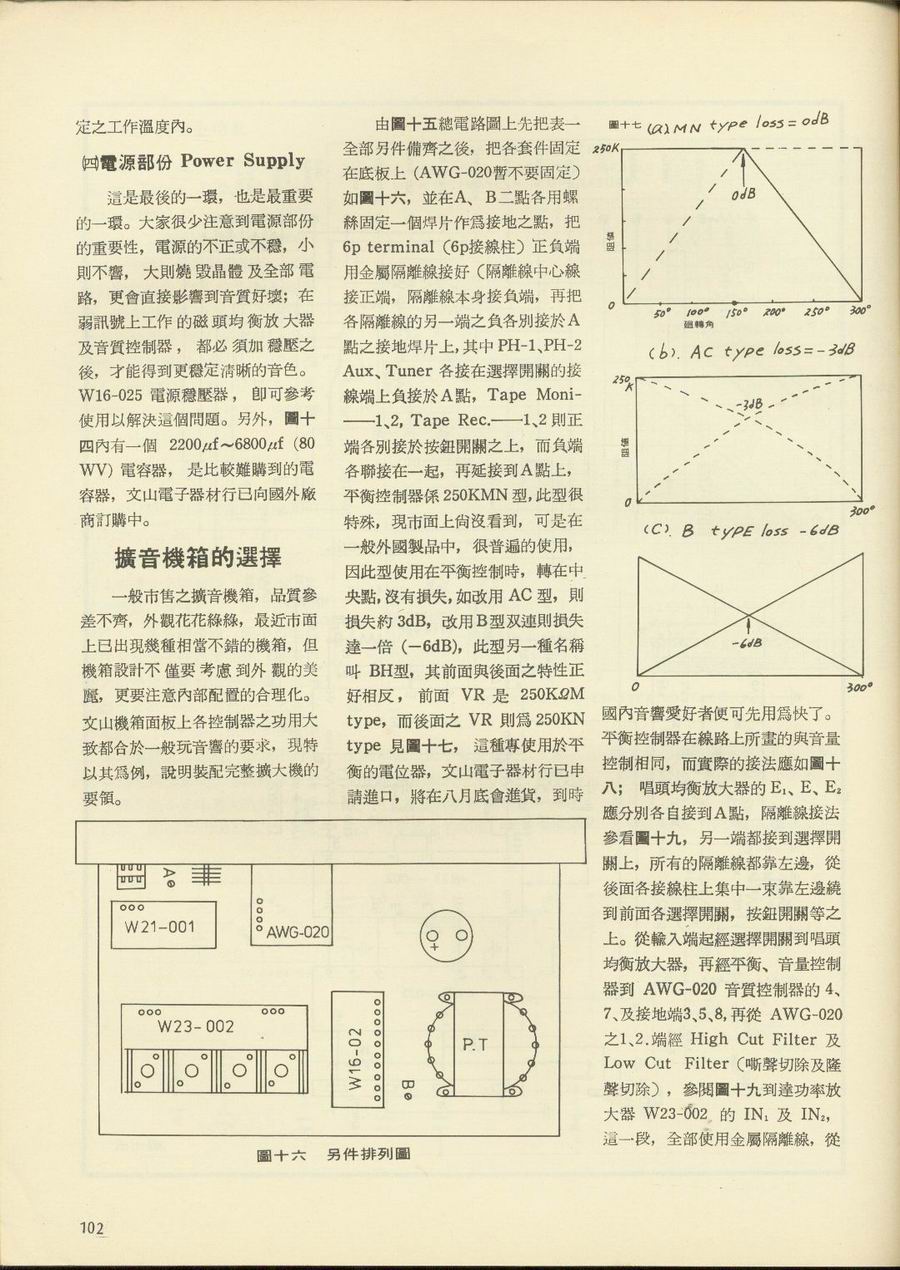 定之工作溫度內。
㈣電源部份 Power Supply
這是最後的一環，也是最重要
的一環。大家很少注意到電源部份
的重要性，電源的不正或不穩，小
則不響，大則燒毀晶體及全部電
路，更會直接影響到音質好壞；在
弱訊號上工作的磁頭均衡放大器
及音質控制器，都必須加穩壓之
後，才能得到更穩定清晰的音色。
W16-025 電源穩壓器，卽可參考
使用以解決這個問題。另外，圖十
四內有一個 2200μf～6800μf（80
WV）電容器，是比較難購到的電
容器，文山電子器材行已向國外廠
商訂購中。
擴音機箱的選擇
一般市售之擴音機箱，品質參
差不齊，外觀花花綠綠，最近市面
上已出現幾種相當不錯的機箱，但
機箱設計不僅要考慮到外觀的美
麗，更要注意內部配置的合理化。
文山機箱面板上各控制器之功用大
致都合於一般玩音響的要求，現特
以其爲例，說明裝配完整擴大機的
要領。
由圖十五總電路圖上先把表一
全部另件備齊之後，把各套件固定
在底板上（AWG-020暫不要固定）
如圖十六，並在A、B二點各用螺
絲固定一個焊片作爲接地之點，把
6p terminal（6p接線柱）正負端
用金屬隔離線接好（隔離線中心線
接正端，隔離線本身接負端，再把
各隔離線的另一端之負各別接於A
點之接地焊片上，其中 PH-1、PH-2
Aux、Tuner 各接在選擇開關的接
線端上負接於A點，Tape Moni-
——1、2, Tape Rec.——1、2 則正
端各別接於按鈕開關之上，而負端
各聯接在一起，再延接到A點上，
平衡控制器係 250KMN 型，此型很
特殊，現市面上尙沒看到，可是在
一般外國製品中，很普遍的使用，
因此型使用在平衡控制時，轉在中
央點，沒有損失，如改用 AC 型，則
損失約 3dB，改用B型双連則損失
達一倍（—6dB)，此型另一種名稱
叫 BH型，其前面與後面之特性正
好相反，前面 VR 是 250KΩM
type，而後面之 VR 則爲 250KN
type 見圖十七，這種專使用於平
衡的電位器，文山電子器材行已申
請進口，將在八月底會進貨，到時
圖十七 (a) MN type loss = 0dB
250K
0dB
阻值
0
50° 100° 150° 200° 250° 300°
迴轉角
(b). AC type loss = -3dB
250K
-3dB
阻值
0
300°
(C). B tYPE loss -6dB
-6dB
0
300°
國內音響愛好者便可先用爲快了。
平衡控制器在線路上所畫的與音量
控制相同，而實際的接法應如圖十
八；唱頭均衡放大器的 E₁、E、E₂
應分別各自接到A點，隔離線接法
參看圖十九，另一端都接到選擇開
關上，所有的隔離線都靠左邊，從
後面各接線柱上集中一束靠左邊繞
到前面各選擇開關，按鈕開關等之
上。從輸入端起經選擇開關到唱頭
均衡放大器，再經平衡、音量控制
器到 AWG-020 音質控制器的 4、
7、及接地端3、5、8，再從 AWG-020
之1、2.端經 High Cut Filter 及
Low Cut Filter（嘶聲切除及隆
聲切除），參閱圖十九到達功率放
大器 W23-002 的 IN₁ 及 IN₂，
這一段，全部使用金屬隔離線，從
A
W21-001
AWG-020
+
W23-002
W16-02
B
P.T
圖十六 另件排列圖
102